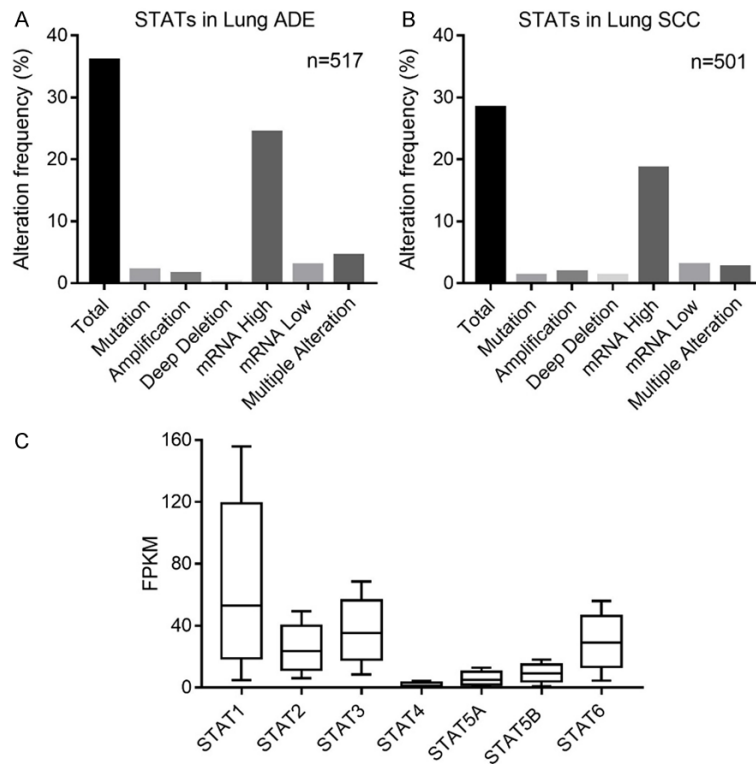 A
STATs in Lung ADE
n=517
Alteration frequency (%)
40
30
20
10
0
Total
Mutation
Amplification
Deep Deletion
mRNA High
mRNA Low
Multiple Alteration
B
STATs in Lung SCC
n=501
Alteration frequency (%)
40
30
20
10
0
Total
Mutation
Amplification
Deep Deletion
mRNA High
mRNA Low
Multiple Alteration
C
FPKM
160
120
80
40
0
STAT1
STAT2
STAT3
STAT4
STAT5A
STAT5B
STAT6